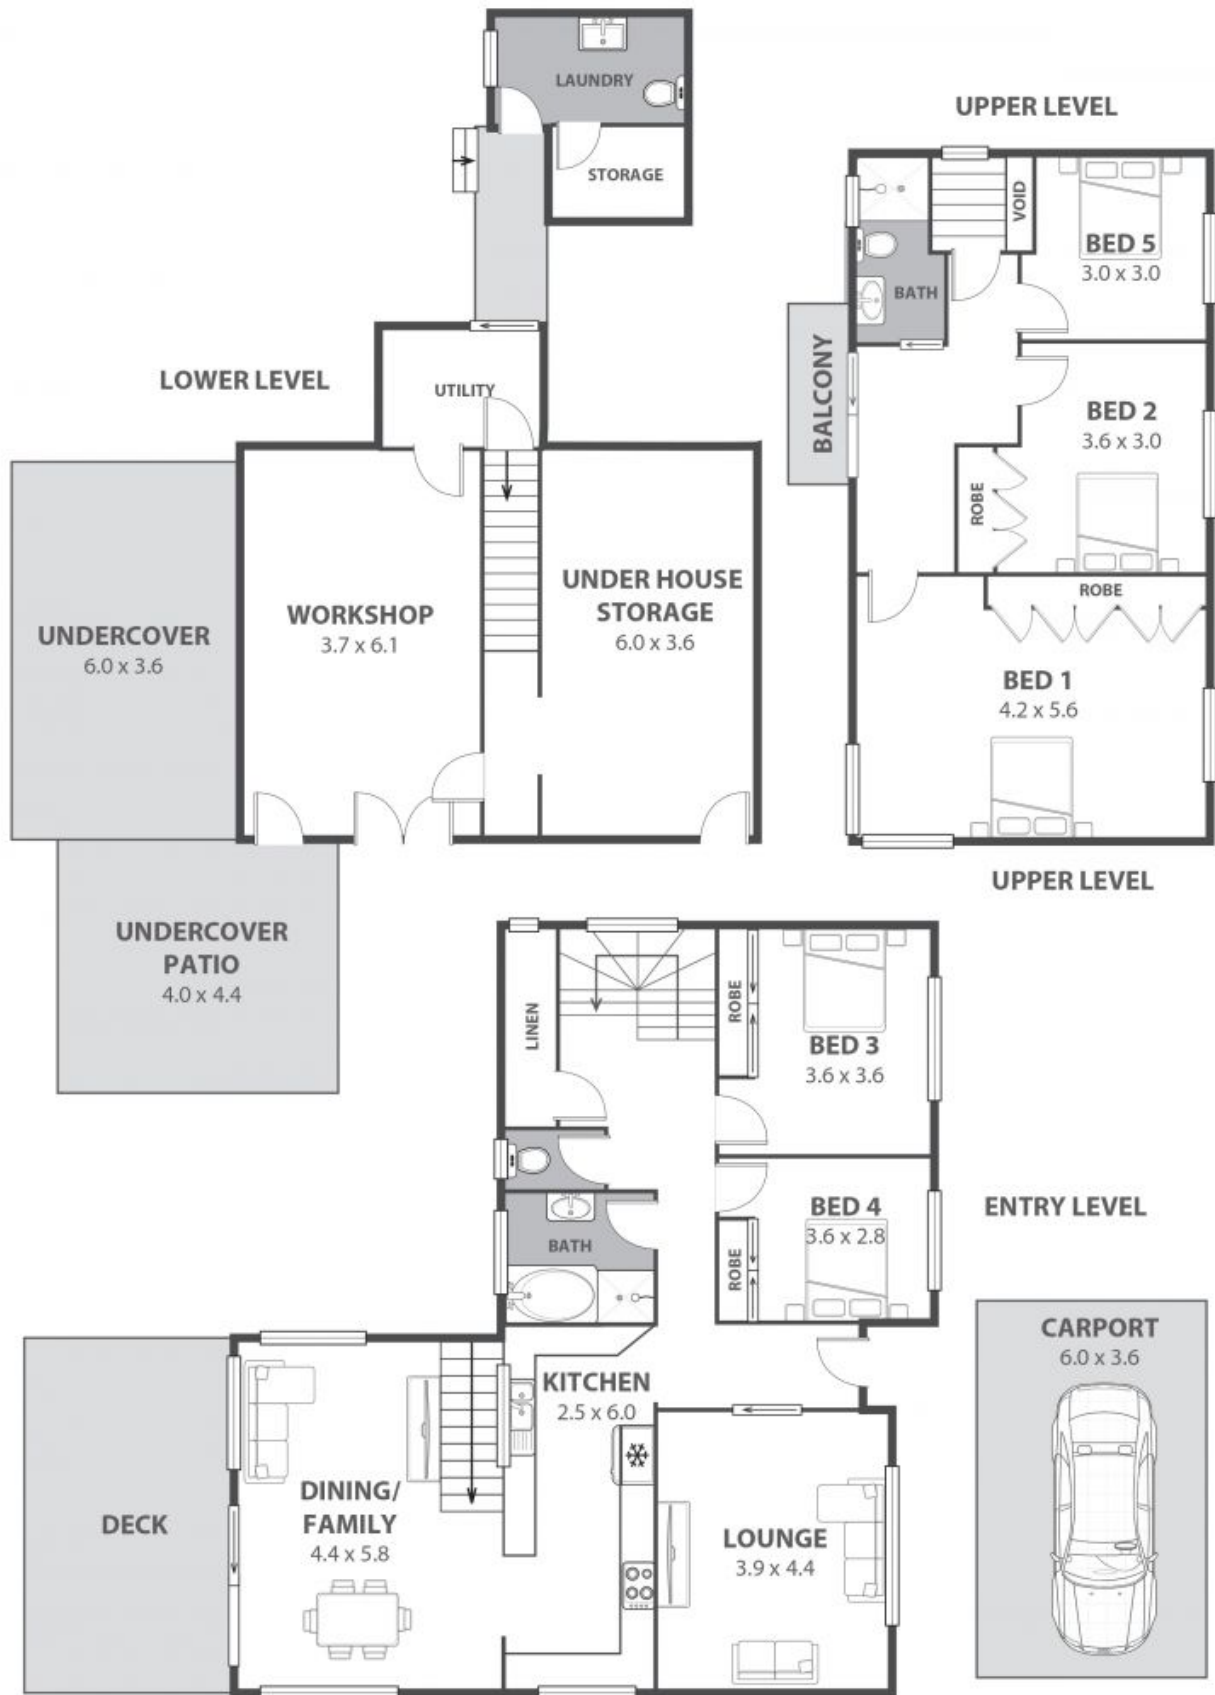 LAUNDRY
STORAGE
LOWER LEVEL
UTILITY
UNDERCOVER
6.0 x 3.6
WORKSHOP
3.7 x 6.1
UNDER HOUSE
STORAGE
6.0 x 3.6
UNDERCOVER
PATIO
4.0 x 4.4
UPPER LEVEL
VOID
BED 5
3.0 x 3.0
BATH
BALCONY
BED 2
3.6 x 3.0
ROBE
ROBE
BED 1
4.2 x 5.6
UPPER LEVEL
LINEN
ROBE
BED 3
3.6 x 3.6
BATH
BED 4
3.6 x 2.8
ROBE
ENTRY LEVEL
CARPORT
6.0 x 3.6
KITCHEN
2.5 x 6.0
DECK
DINING/
FAMILY
4.4 x 5.8
LOUNGE
3.9 x 4.4